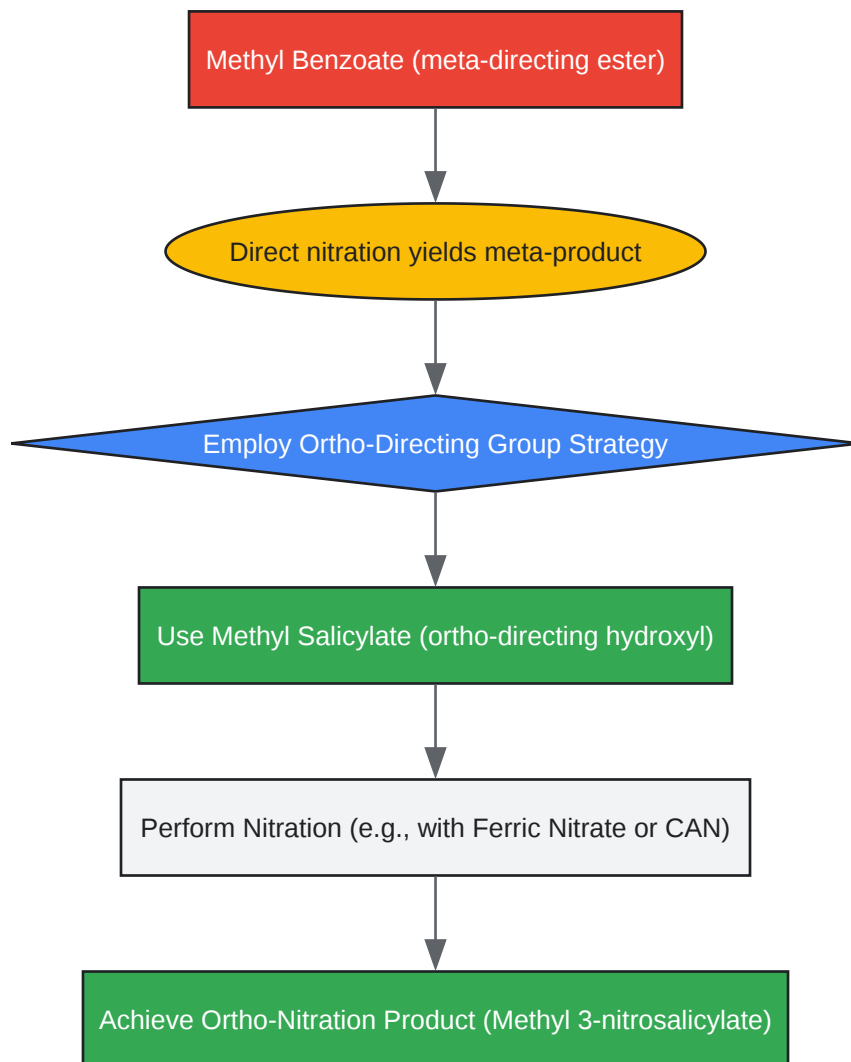 Methyl Benzoate (meta-directing ester)
Direct nitration yields meta-product
Employ Ortho-Directing Group Strategy
Use Methyl Salicylate (ortho-directing hydroxyl)
Perform Nitration (e.g., with Ferric Nitrate or CAN)
Achieve Ortho-Nitration Product (Methyl 3-nitrosalicylate)